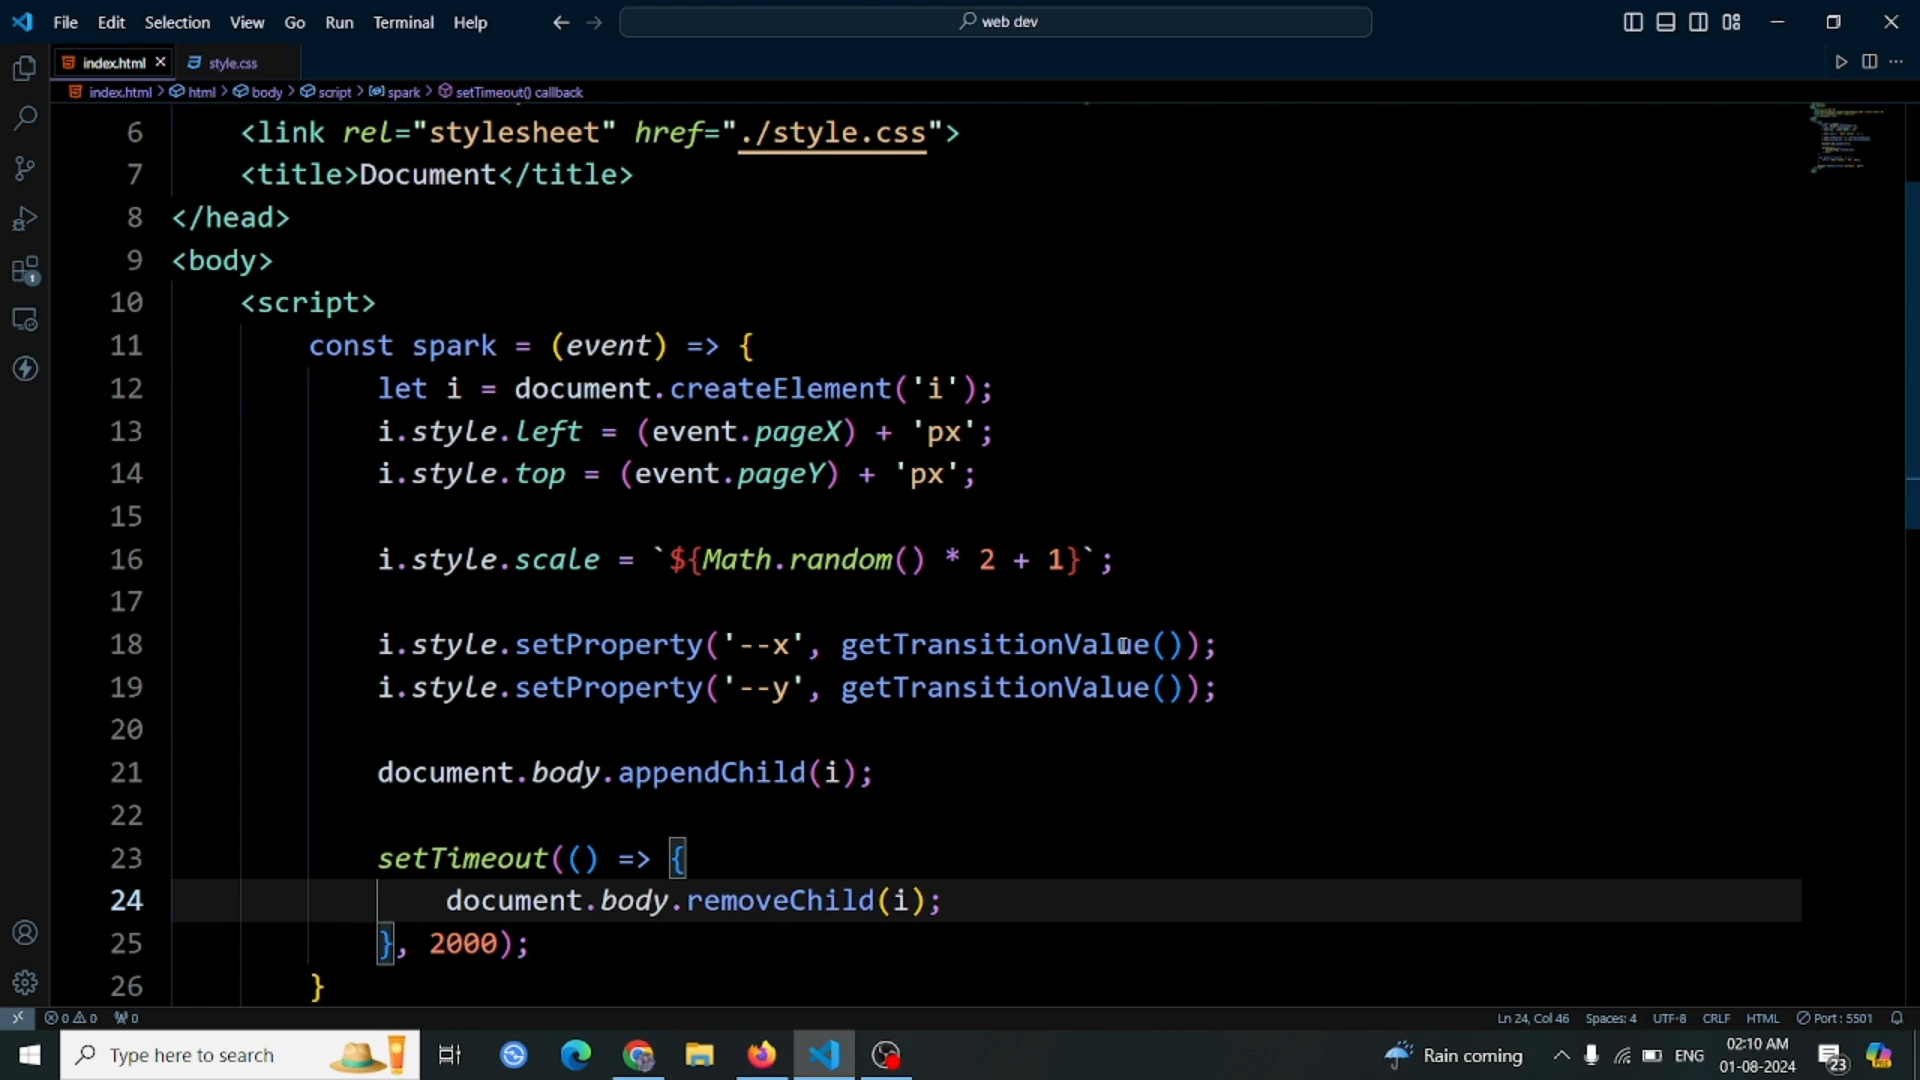 File Edit Selection View Go Run Terminal Help
web dev
index.html style.css
index.html > html > body > script > spark > setTimeout() callback
6 <link rel="stylesheet" href="./style.css">
7 <title>Document</title>
8 </head>
9 <body>
10 <script>
11 const spark = (event) => {
12 let i = document.createElement('i');
13 i.style.left = (event.pageX) + 'px';
14 i.style.top = (event.pageY) + 'px';
15
16 i.style.scale = `${Math.random() * 2 + 1}`;
17
18 i.style.setProperty('--x', getTransitionValue());
19 i.style.setProperty('--y', getTransitionValue());
20
21 document.body.appendChild(i);
22
23 setTimeout(() => {
24 document.body.removeChild(i);
25 }, 2000);
26 }
0 0 0 Ln 24, Col 46 Spaces: 4 UTF-8 CRLF HTML Port : 5501
Type here to search Rain coming ENG 02:10 AM 23
01-08-2024